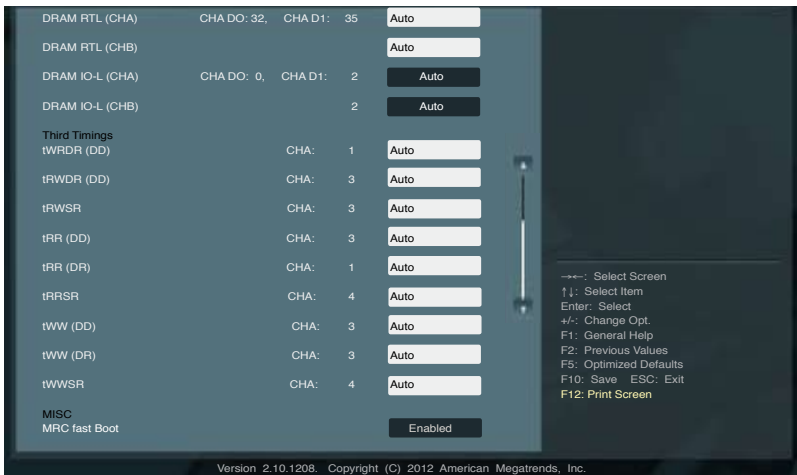 DRAM RTL (CHA) CHA DO: 32, CHA D1: 35 Auto
DRAM RTL (CHB) Auto
DRAM IO-L (CHA) CHA DO: 0, CHA D1: 2 Auto
DRAM IO-L (CHB) 2 Auto
Third Timings
tWRDR (DD) CHA: 1 Auto
tRWDR (DD) CHA: 3 Auto
tRWSR CHA: 3 Auto
tRR (DD) CHA: 3 Auto
tRR (DR) CHA: 1 Auto
tRRSR CHA: 4 Auto
tWW (DD) CHA: 3 Auto
tWW (DR) CHA: 3 Auto
tWWSR CHA: 4 Auto
MISC
MRC fast Boot Enabled
→←: Select Screen
↑↓: Select Item
Enter: Select
+/-: Change Opt.
F1: General Help
F2: Previous Values
F5: Optimized Defaults
F10: Save ESC: Exit
F12: Print Screen
Version 2.10.1208. Copyright (C) 2012 American Megatrends, Inc.